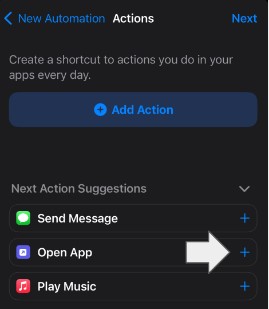 New Automation Actions Next
Create a shortcut to actions you do in your
apps every day.
Add Action
Next Action Suggestions
Send Message
Open App
Play Music